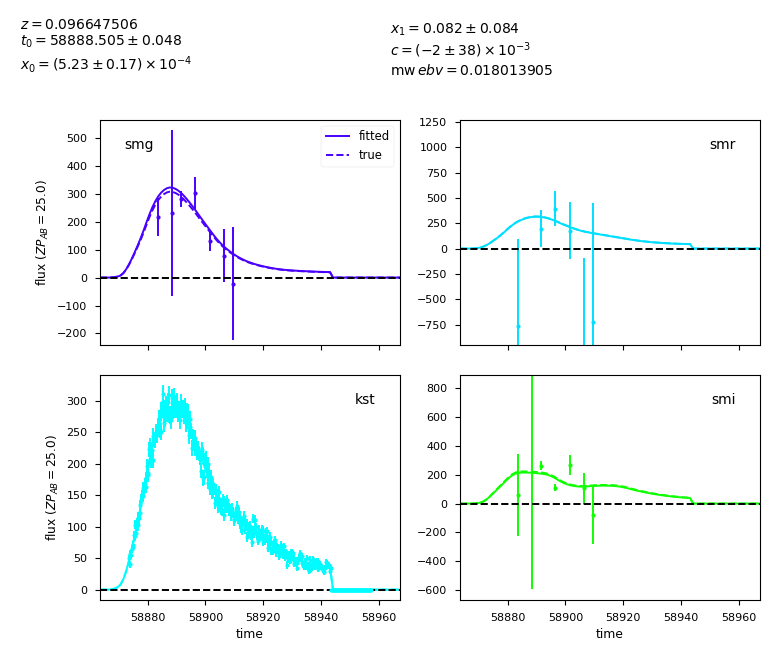 z = 0.096647506
t₀ = 58888.505 ± 0.048
x₀ = (5.23 ± 0.17) × 10⁻⁴
x₁ = 0.082 ± 0.084
c = (−2 ± 38) × 10⁻³
mw ebv = 0.018013905
smg
fitted
true
500
400
300
200
100
0
−100
−200
flux (ZP_AB = 25.0)
smr
1250
1000
750
500
250
0
−250
−500
−750
kst
300
250
200
150
100
50
0
flux (ZP_AB = 25.0)
58880 58900 58920 58940 58960
time
smi
800
600
400
200
0
−200
−400
−600
58880 58900 58920 58940 58960
time